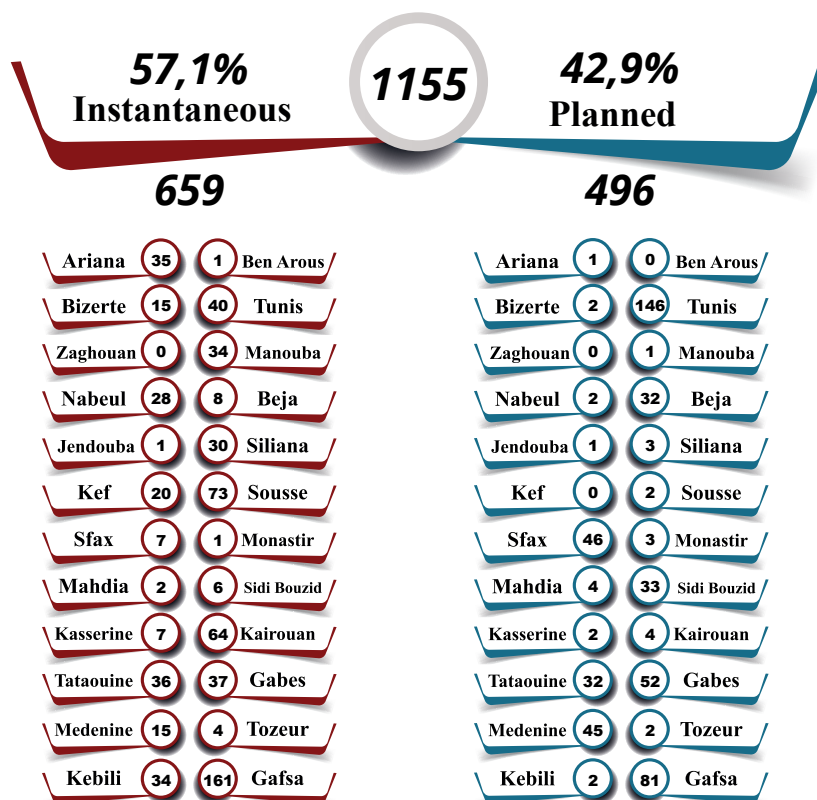 57,1%
Instantaneous
1155
42,9%
Planned
659
496
Ariana 35 1 Ben Arous
Bizerte 15 40 Tunis
Zaghouan 0 34 Manouba
Nabeul 28 8 Beja
Jendouba 1 30 Siliana
Kef 20 73 Sousse
Sfax 7 1 Monastir
Mahdia 2 6 Sidi Bouzid
Kasserine 7 64 Kairouan
Tataouine 36 37 Gabes
Medenine 15 4 Tozeur
Kebili 34 161 Gafsa
Ariana 1 0 Ben Arous
Bizerte 2 146 Tunis
Zaghouan 0 1 Manouba
Nabeul 2 32 Beja
Jendouba 1 3 Siliana
Kef 0 2 Sousse
Sfax 46 3 Monastir
Mahdia 4 33 Sidi Bouzid
Kasserine 2 4 Kairouan
Tataouine 32 52 Gabes
Medenine 45 2 Tozeur
Kebili 2 81 Gafsa